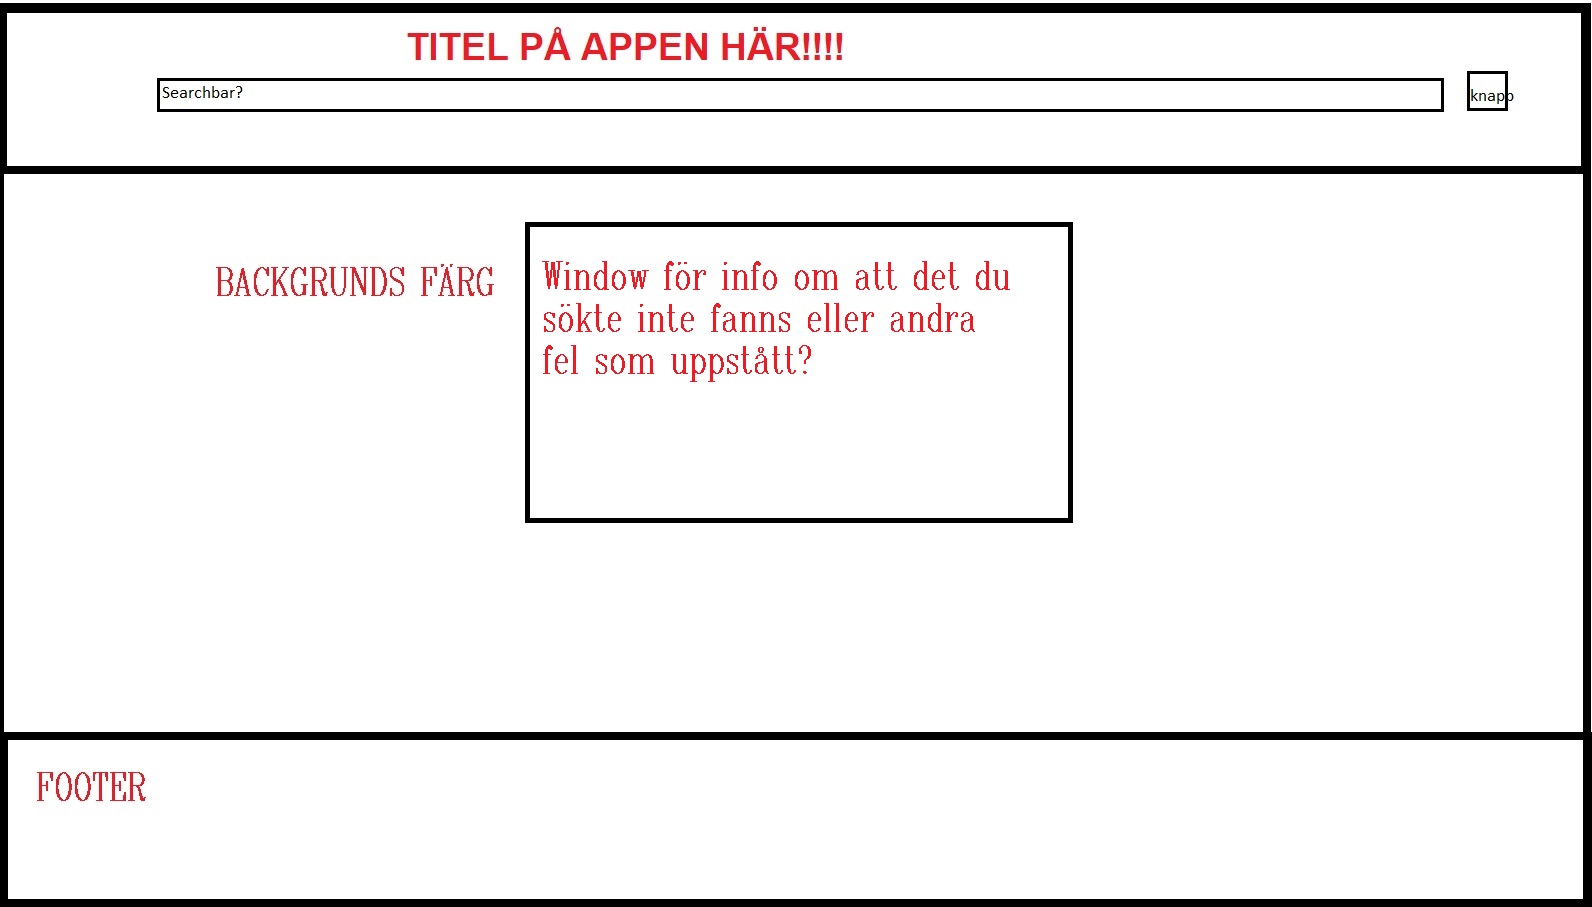 TITEL PÅ APPEN HÄR!!!!
Searchbar?
knapp
BACKGRUNDS FÄRG
Window för info om att det du
sökte inte fanns eller andra
fel som uppstått?
FOOTER